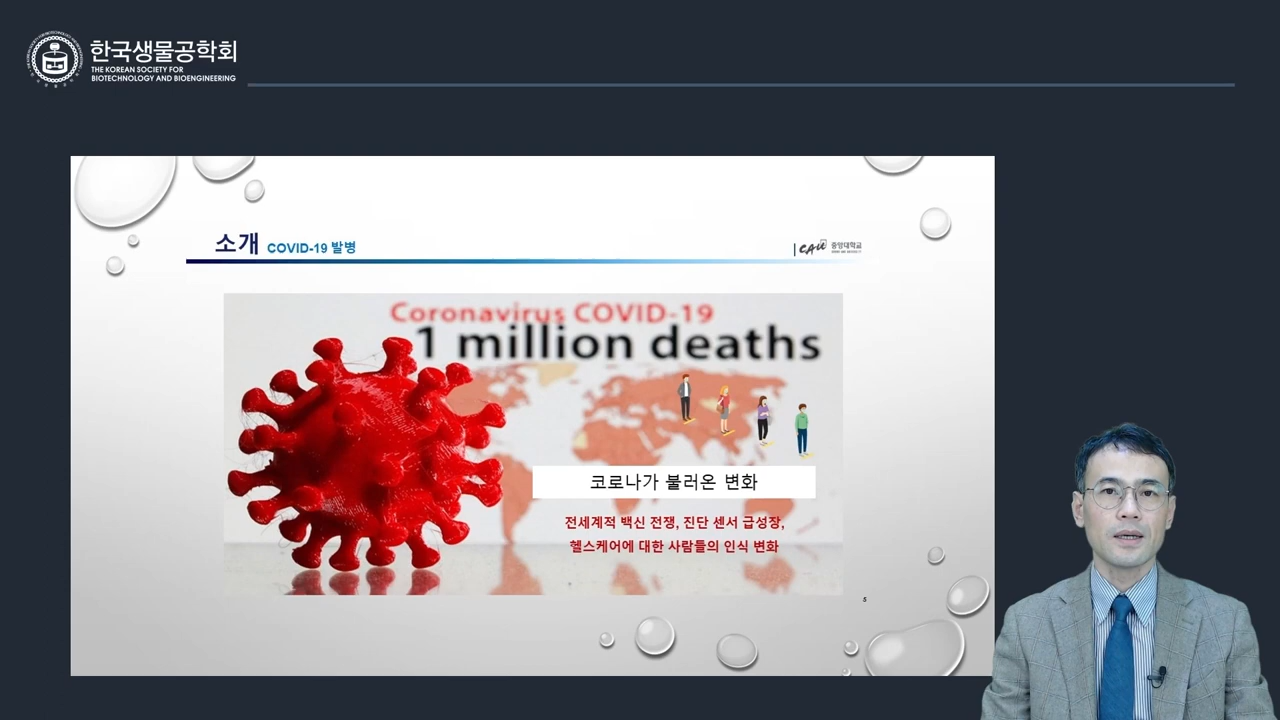 한국생물공학회
THE KOREAN SOCIETY FOR
BIOTECHNOLOGY AND BIOENGINEERING
소개 COVID-19 발병
CAU 중앙대학교
Coronavirus COVID-19
1 million deaths
코로나가 불러온 변화
전세계적 백신 전쟁, 진단 센서 급성장,
헬스케어에 대한 사람들의 인식 변화
5